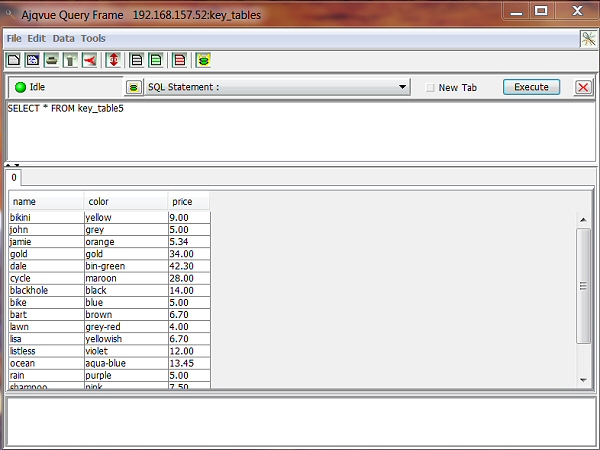 Ajqvue Query Frame 192.168.157.52:key_tables
File Edit Data Tools
Idle SQL Statement : New Tab Execute
SELECT * FROM key_table5
0
name color price
bikini yellow 9.00
john grey 5.00
jamie orange 5.34
gold gold 34.00
dale bin-green 42.30
cycle maroon 28.00
blackhole black 14.00
bike blue 5.00
bart brown 6.70
lawn grey-red 4.00
lisa yellowish 6.70
listless violet 12.00
ocean aqua-blue 13.45
rain purple 5.00
shampoo pink 7.50